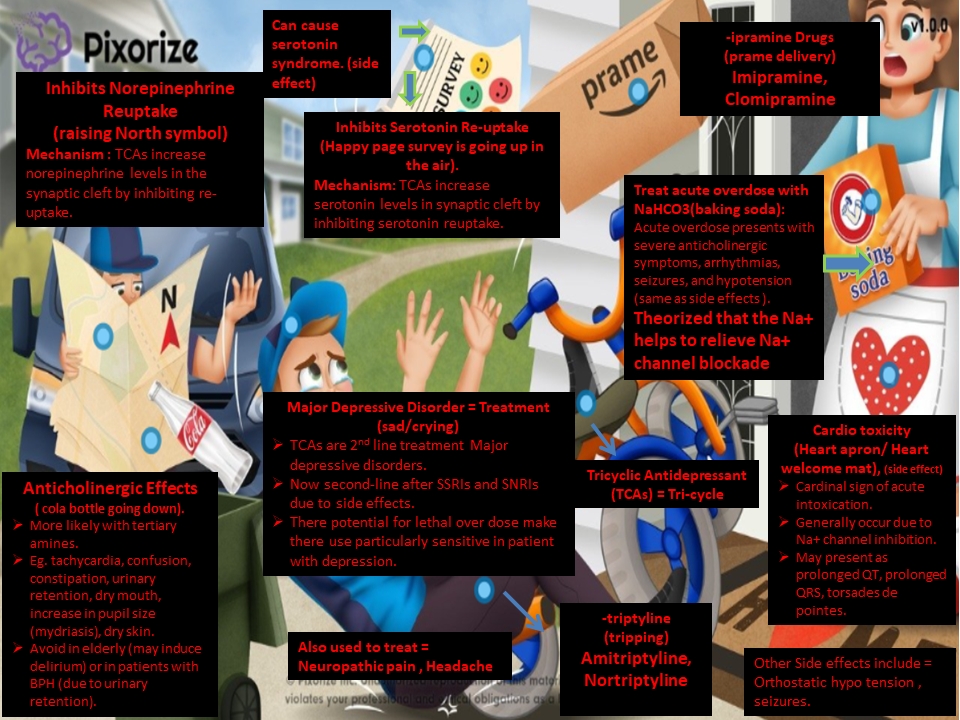 Pixorize
v1.0.0
Can cause
serotonin
syndrome. (side
effect)
SURVEY
prame
-ipramine Drugs
(prame delivery)
Imipramine,
Clomipramine
Inhibits Norepinephrine
Reuptake
(raising North symbol)
Mechanism : TCAs increase
norepinephrine levels in the
synaptic cleft by inhibiting re-
uptake.
Inhibits Serotonin Re-uptake
(Happy page survey is going up in
the air).
Mechanism: TCAs increase
serotonin levels in synaptic cleft by
inhibiting serotonin reuptake.
Treat acute overdose with
NaHCO3(baking soda):
Acute overdose presents with
severe anticholinergic
symptoms, arrhythmias,
seizures, and hypotension
(same as side effects ).
Theorized that the Na+
helps to relieve Na+
channel blockade
soda
N
Coca-Cola
Major Depressive Disorder = Treatment
(sad/crying)
➢ TCAs are 2nd line treatment Major
depressive disorders.
➢ Now second-line after SSRIs and SNRIs
due to side effects.
➢ There potential for lethal over dose make
there use particularly sensitive in patient
with depression.
Tricyclic Antidepressant
(TCAs) = Tri-cycle
Cardio toxicity
(Heart apron/ Heart
welcome mat), (side effect)
➢ Cardinal sign of acute
intoxication.
➢ Generally occur due to
Na+ channel inhibition.
➢ May present as
prolonged QT, prolonged
QRS, torsades de
pointes.
Anticholinergic Effects
( cola bottle going down).
➢ More likely with tertiary
amines.
➢ Eg. tachycardia, confusion,
constipation, urinary
retention, dry mouth,
increase in pupil size
(mydriasis), dry skin.
➢ Avoid in elderly (may induce
delirium) or in patients with
BPH (due to urinary
retention).
Also used to treat =
Neuropathic pain , Headache
-triptyline
(tripping)
Amitriptyline,
Nortriptyline
Other Side effects include =
Orthostatic hypo tension ,
seizures.
© Pixorize Inc. of this mater
violates your professional and obligations as a